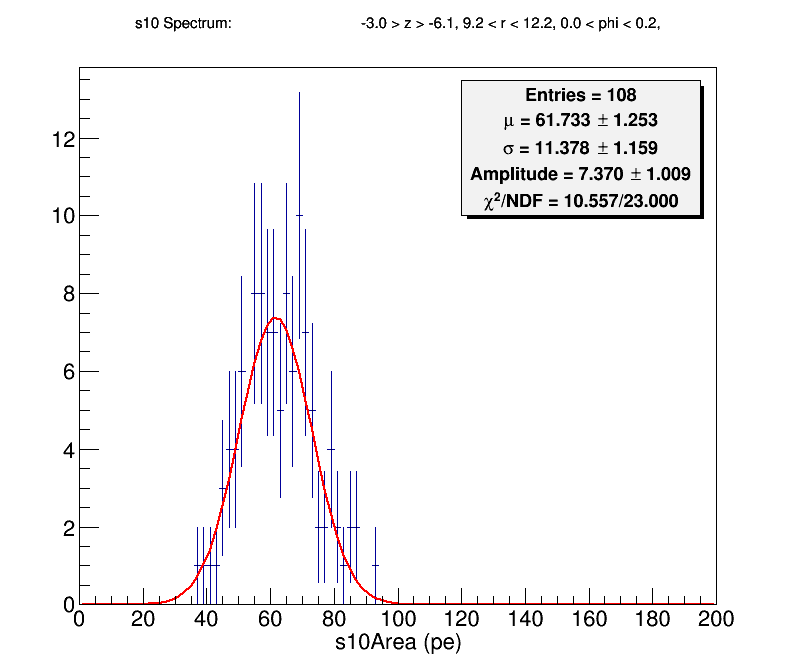 s10 Spectrum: -3.0 > z > -6.1, 9.2 < r < 12.2, 0.0 < phi < 0.2,
Entries = 108
μ = 61.733 ± 1.253
σ = 11.378 ± 1.159
Amplitude = 7.370 ± 1.009
χ²/NDF = 10.557/23.000
12
10
8
6
4
2
0
0 20 40 60 80 100 120 140 160 180 200
s10Area (pe)